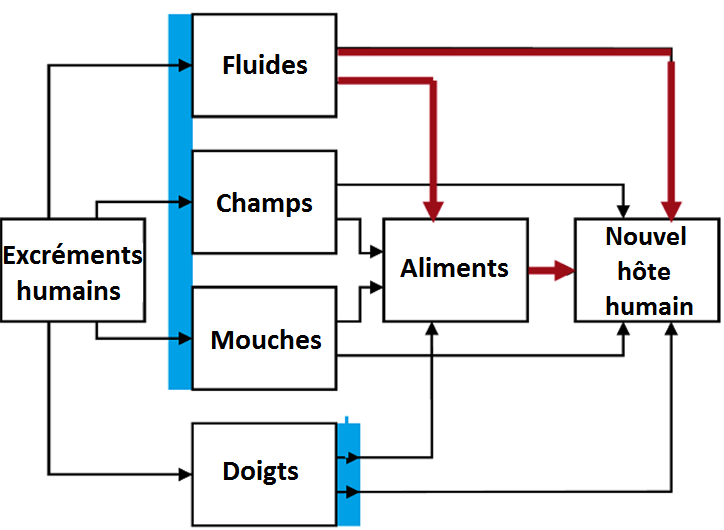 Fluides
Champs
Excréments
humains
Aliments
Nouvel
hôte
humain
Mouches
Doigts